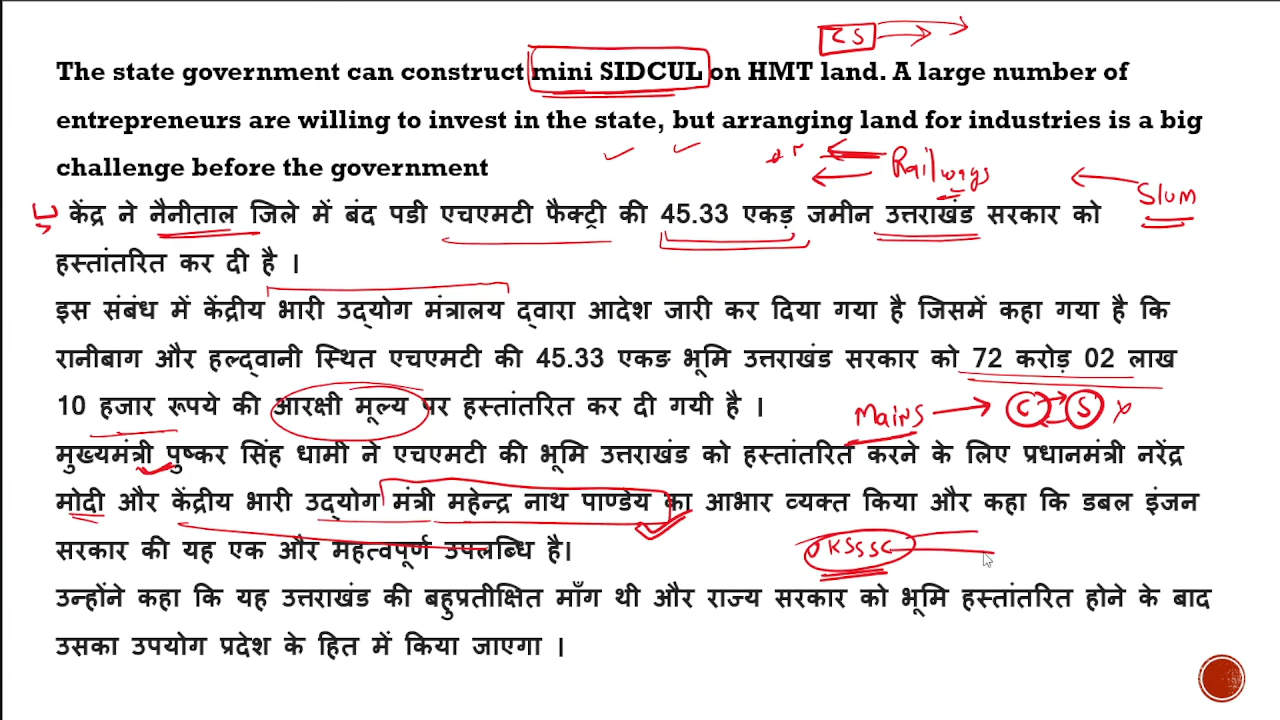 CS
The state government can construct mini SIDCUL on HMT land. A large number of
entrepreneurs are willing to invest in the state, but arranging land for industries is a big
challenge before the government
Railways
Slum
केंद्र ने नैनीताल जिले में बंद पडी एचएमटी फैक्ट्री की 45.33 एकड़ जमीन उत्तराखंड सरकार को
हस्तांतरित कर दी है ।
इस संबंध में केंद्रीय भारी उद्योग मंत्रालय द्वारा आदेश जारी कर दिया गया है जिसमें कहा गया है कि
रानीबाग और हल्द्वानी स्थित एचएमटी की 45.33 एकङ भूमि उत्तराखंड सरकार को 72 करोड़ 02 लाख
10 हजार रूपये की आरक्षी मूल्य पर हस्तांतरित कर दी गयी है ।
Mains C S
मुख्यमंत्री पुष्कर सिंह धामी ने एचएमटी की भूमि उत्तराखंड को हस्तांतरित करने के लिए प्रधानमंत्री नरेंद्र
मोदी और केंद्रीय भारी उद्योग मंत्री महेन्द्र नाथ पाण्डेय का आभार व्यक्त किया और कहा कि डबल इंजन
सरकार की यह एक और महत्वपूर्ण उपलब्धि है।
UKSSSC
उन्होंने कहा कि यह उत्तराखंड की बहुप्रतीक्षित माँग थी और राज्य सरकार को भूमि हस्तांतरित होने के बाद
उसका उपयोग प्रदेश के हित में किया जाएगा ।